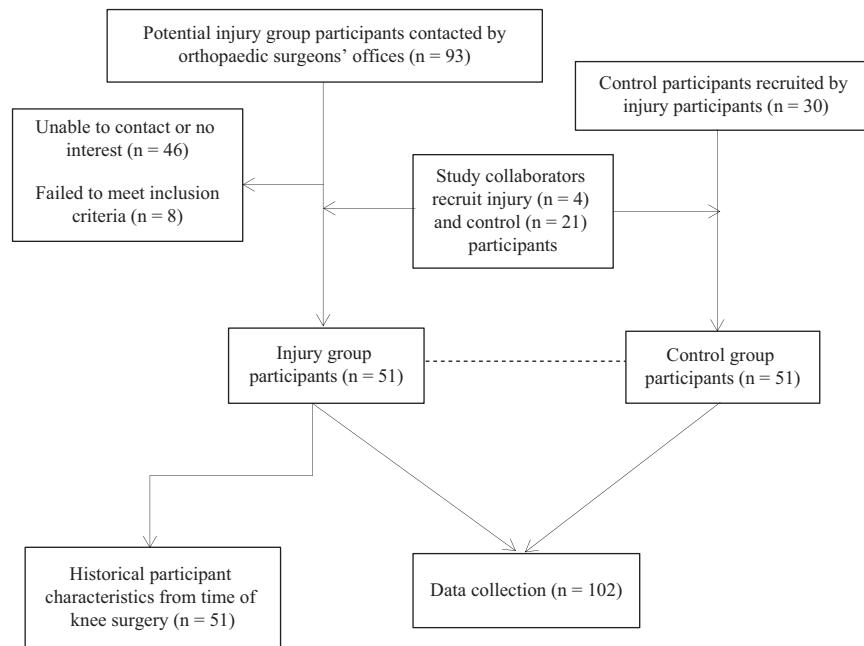 Potential injury group participants contacted by
orthopaedic surgeons’ offices (n = 93)
Control participants recruited by
injury participants (n = 30)
Unable to contact or no
interest (n = 46)
Failed to meet inclusion
criteria (n = 8)
Study collaborators
recruit injury (n = 4)
and control (n = 21)
participants
Injury group
participants (n = 51)
Control group
participants (n = 51)
Historical participant
characteristics from time of
knee surgery (n = 51)
Data collection (n = 102)